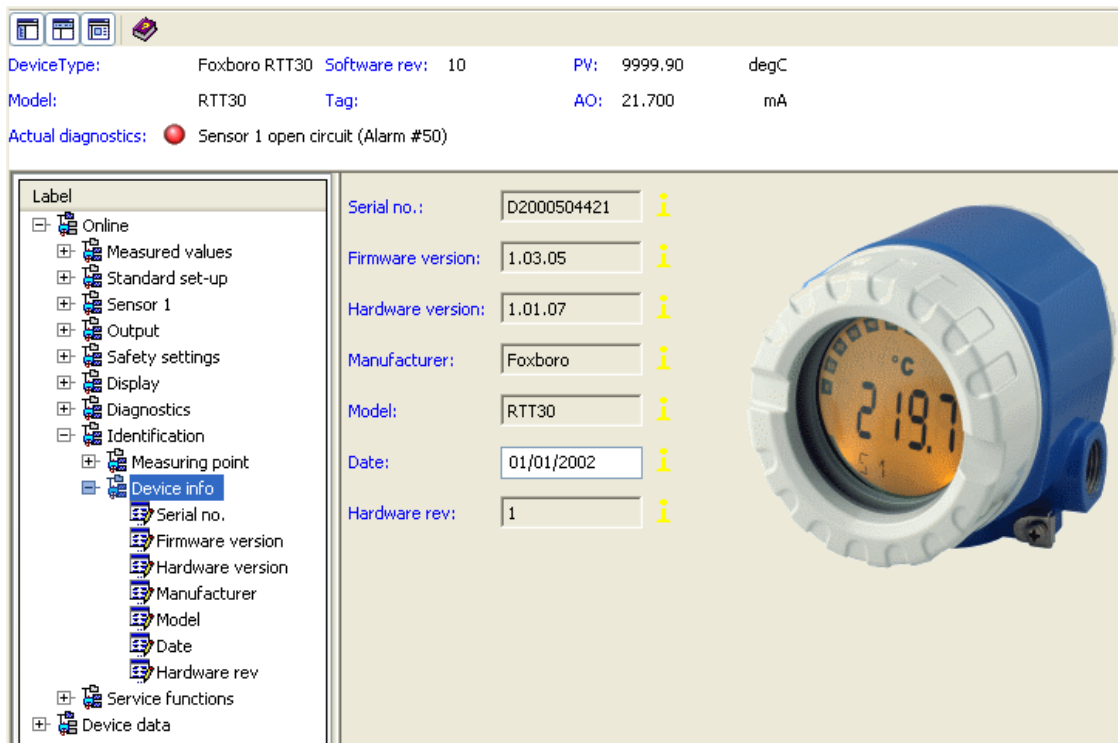 DeviceType: Foxboro RTT30 Software rev: 10 PV: 9999.90 degC
Model: RTT30 Tag: AO: 21.700 mA
Actual diagnostics: Sensor 1 open circuit (Alarm #50)
Label
Online
Measured values
Standard set-up
Sensor 1
Output
Safety settings
Display
Diagnostics
Identification
Measuring point
Device info
Serial no.
Firmware version
Hardware version
Manufacturer
Model
Date
Hardware rev
Service functions
Device data
Serial no.: D2000504421
Firmware version: 1.03.05
Hardware version: 1.01.07
Manufacturer: Foxboro
Model: RTT30
Date: 01/01/2002
Hardware rev: 1
°C
219.7
S1